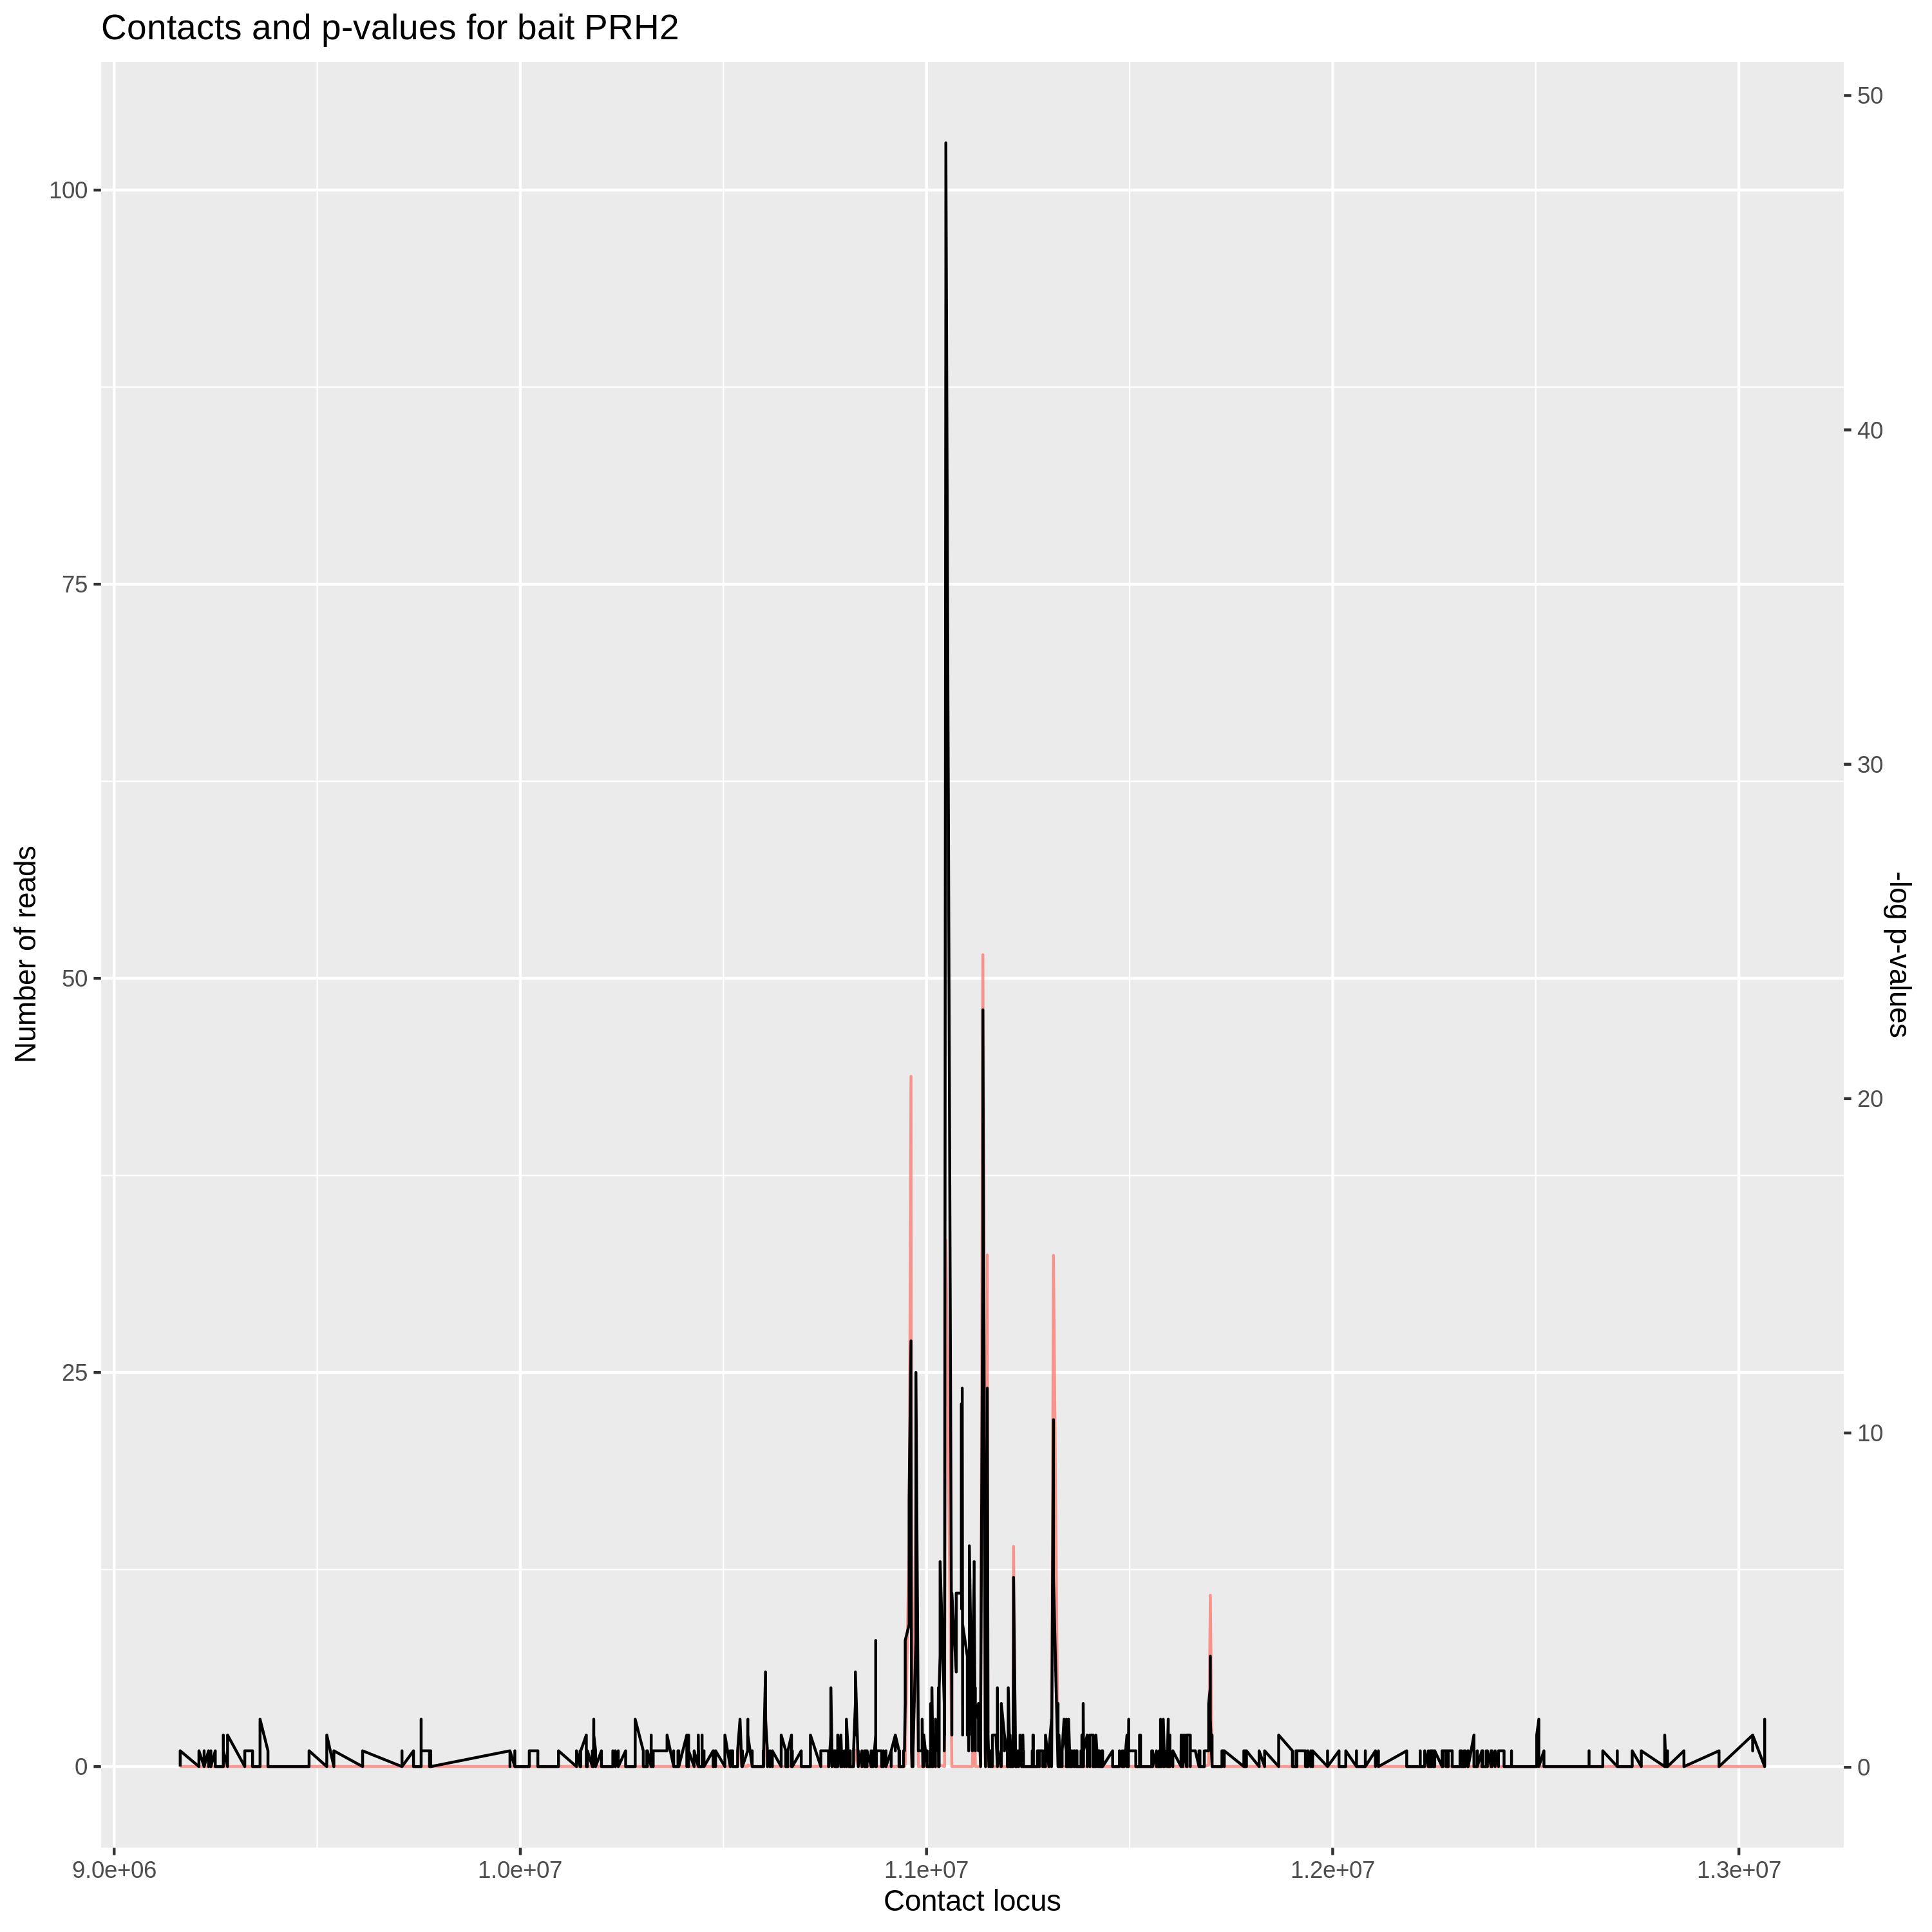 Contacts and p-values for bait PRH2
100
75
50
25
0
Number of reads
50
40
30
20
10
0
-log p-values
9.0e+06
1.0e+07
1.1e+07
1.2e+07
1.3e+07
Contact locus